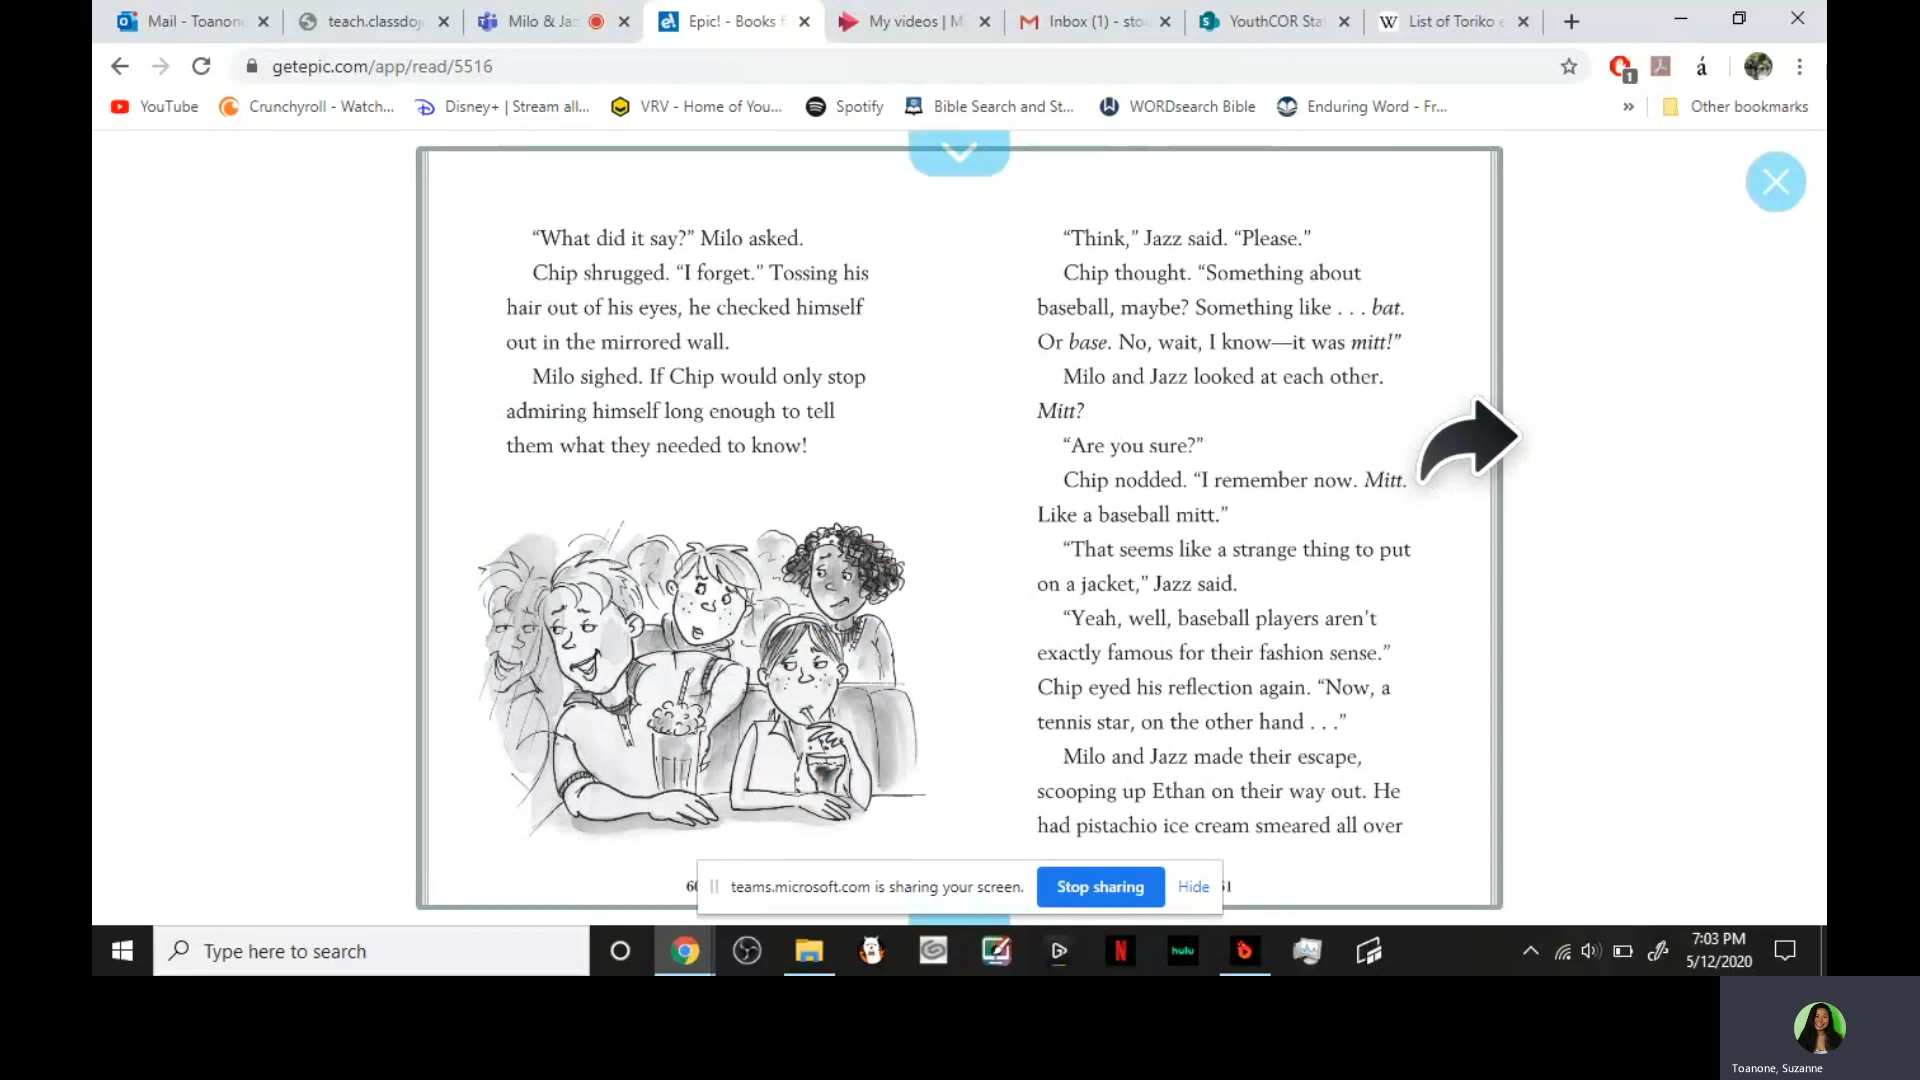 Mail - Toanon
teach.classdoj
Milo & Ja
Epic! - Books f
My videos | M
Inbox (1) - sto
YouthCOR Sta
W List of Toriko e
getepic.com/app/read/5516
1
á
YouTube
Crunchyroll - Watch...
Disney+ | Stream all...
VRV - Home of You...
Spotify
Bible Search and St...
WORDsearch Bible
Enduring Word - Fr...
»
Other bookmarks
“What did it say?” Milo asked.
Chip shrugged. “I forget.” Tossing his
hair out of his eyes, he checked himself
out in the mirrored wall.
Milo sighed. If Chip would only stop
admiring himself long enough to tell
them what they needed to know!
“Think,” Jazz said. “Please.”
Chip thought. “Something about
baseball, maybe? Something like . . . bat.
Or base. No, wait, I know—it was mitt!”
Milo and Jazz looked at each other.
Mitt?
“Are you sure?”
Chip nodded. “I remember now. Mitt.
Like a baseball mitt.”
“That seems like a strange thing to put
on a jacket,” Jazz said.
“Yeah, well, baseball players aren’t
exactly famous for their fashion sense.”
Chip eyed his reflection again. “Now, a
tennis star, on the other hand . . .”
Milo and Jazz made their escape,
scooping up Ethan on their way out. He
had pistachio ice cream smeared all over
teams.microsoft.com is sharing your screen.
Stop sharing
Hide
Type here to search
hulu
7:03 PM
5/12/2020
Toanone, Suzanne